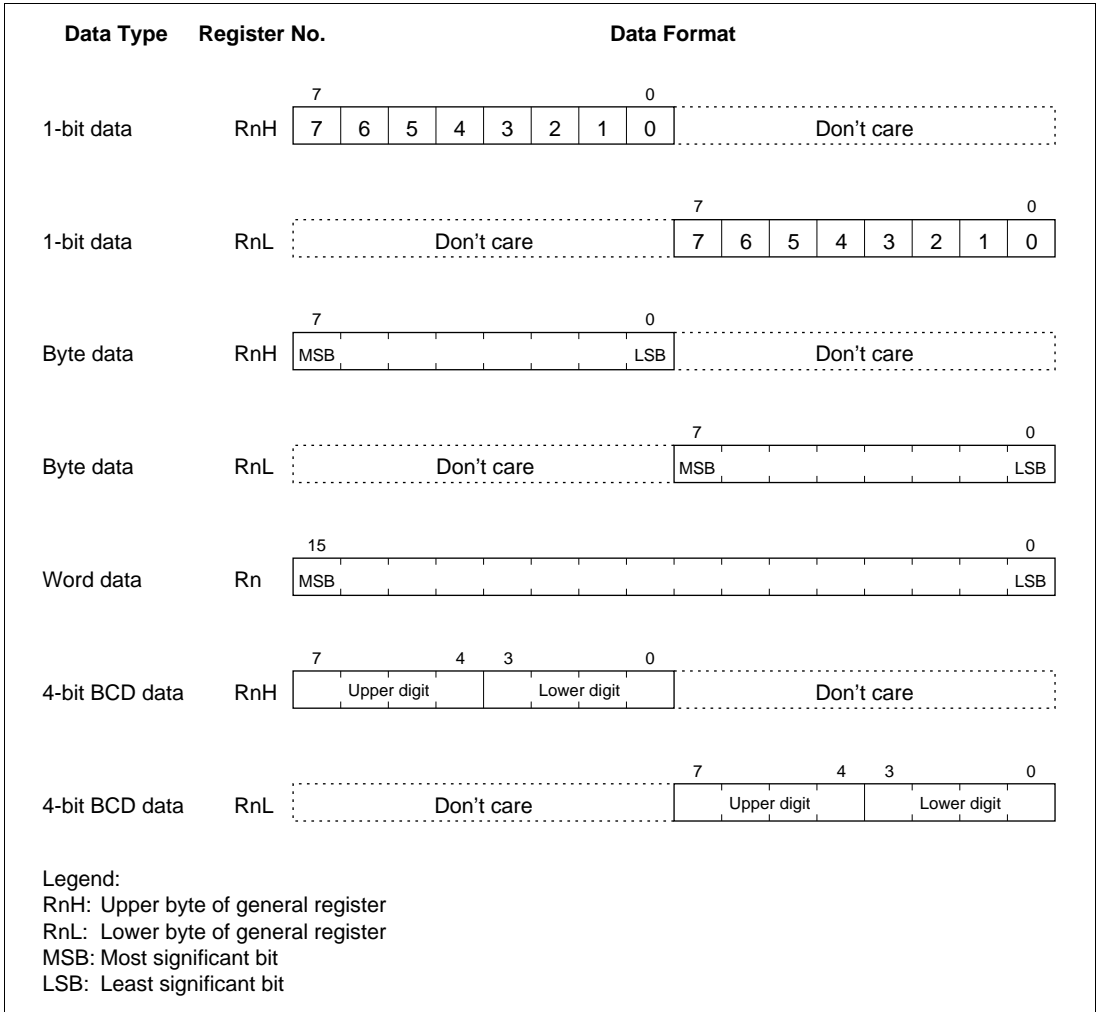 Data Type Register No. Data Format
7 0
1-bit data RnH 7 6 5 4 3 2 1 0 Don't care
7 0
1-bit data RnL Don't care 7 6 5 4 3 2 1 0
7 0
Byte data RnH MSB LSB Don't care
7 0
Byte data RnL Don't care MSB LSB
15 0
Word data Rn MSB LSB
7 4 3 0
4-bit BCD data RnH Upper digit Lower digit Don't care
7 4 3 0
4-bit BCD data RnL Don't care Upper digit Lower digit
Legend:
RnH: Upper byte of general register
RnL: Lower byte of general register
MSB: Most significant bit
LSB: Least significant bit